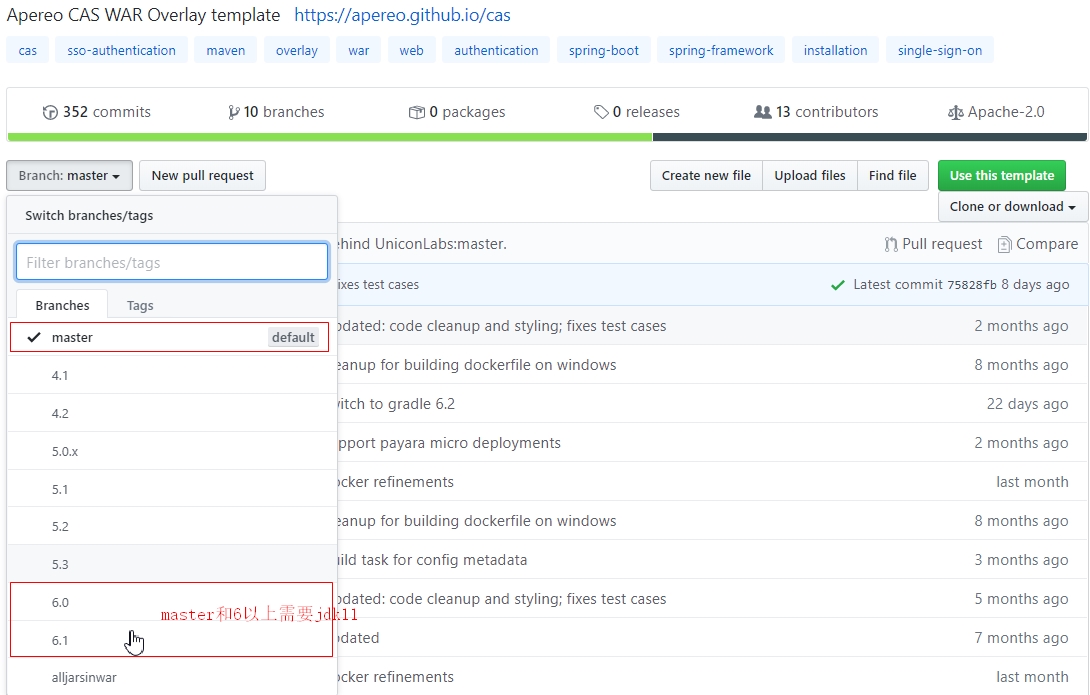 Apereo CAS WAR Overlay template https://apereo.github.io/cas
cas sso-authentication maven overlay war web authentication spring-boot spring-framework installation single-sign-on
352 commits 10 branches 0 packages 0 releases 13 contributors Apache-2.0
Branch: master New pull request Create new file Upload files Find file Use this template
Clone or download
Switch branches/tags
Filter branches/tags
Branches Tags
master default
4.1
4.2
5.0.x
5.1
5.2
5.3
6.0
master和6以上需要jdk11
6.1
alljarsinwar
ehind UniconLabs:master. Pull request Compare
ixes test cases Latest commit 75828fb 8 days ago
pdated: code cleanup and styling; fixes test cases 2 months ago
eanup for building dockerfile on windows 8 months ago
witch to gradle 6.2 22 days ago
upport payara micro deployments 2 months ago
ocker refinements last month
eanup for building dockerfile on windows 8 months ago
uild task for config metadata 3 months ago
pdated: code cleanup and styling; fixes test cases 5 months ago
pdated 7 months ago
ocker refinements last month